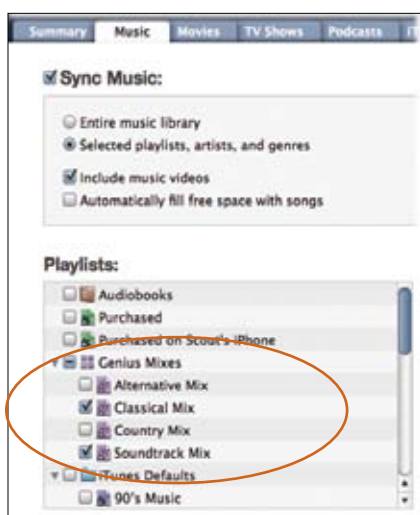 Summary Music Movies TV Shows Podcasts
Sync Music:
Entire music library
Selected playlists, artists, and genres
Include music videos
Automatically fill free space with songs
Playlists:
Audiobooks
Purchased
Purchased on Scout's iPhone
Genius Mixes
Alternative Mix
Classical Mix
Country Mix
Soundtrack Mix
iTunes Defaults
90's Music